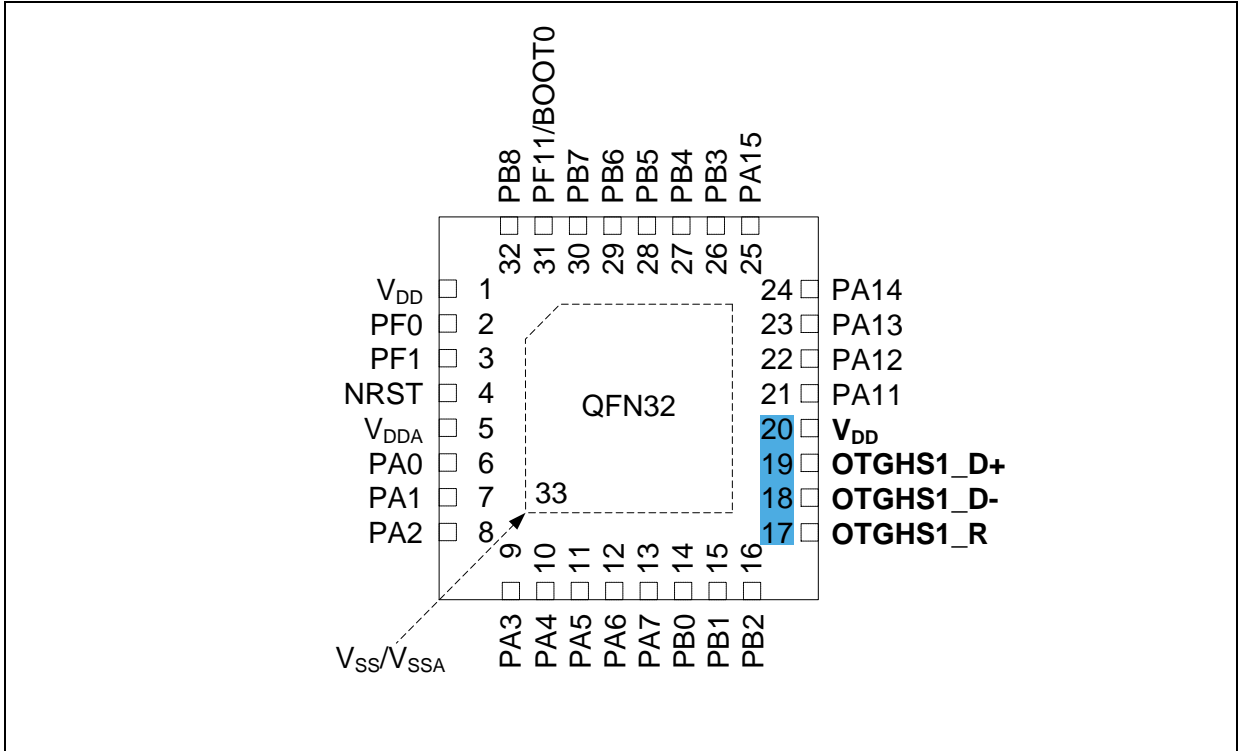 PB8
PF11/BOOT0
PB7
PB6
PB5
PB4
PB3
PA15
32
31
30
29
28
27
26
25
VDD 1
PF0 2
PF1 3
NRST 4
VDDA 5
PA0 6
PA1 7
PA2 8
QFN32
33
24 PA14
23 PA13
22 PA12
21 PA11
20 VDD
19 OTGHS1_D+
18 OTGHS1_D-
17 OTGHS1_R
9
10
11
12
13
14
15
16
PA3
PA4
PA5
PA6
PA7
PB0
PB1
PB2
VSS/VSSA